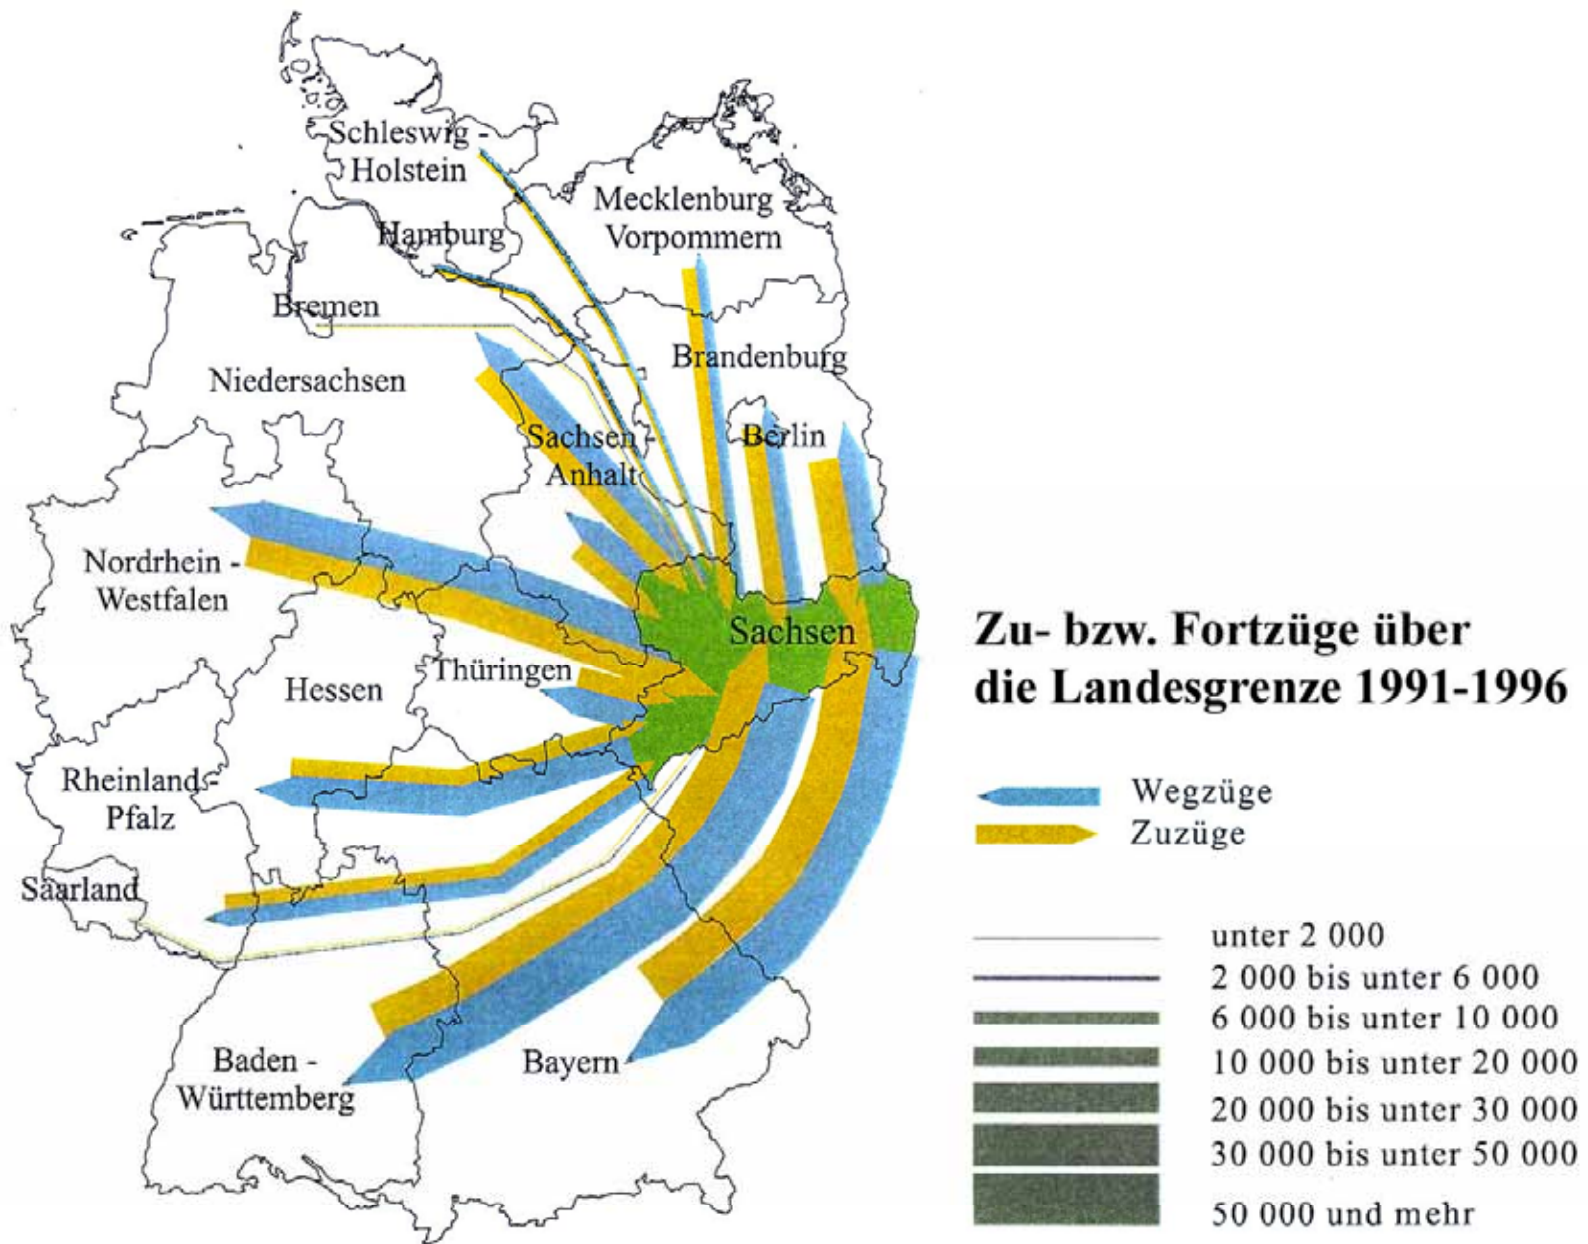 Schleswig -
Holstein
Mecklenburg
Vorpommern
Hamburg
Bremen
Brandenburg
Niedersachsen
Sachsen -
Anhalt
Berlin
Nordrhein -
Westfalen
Sachsen
Thüringen
Hessen
Rheinland-
Pfalz
Saarland
Baden -
Württemberg
Bayern
Zu- bzw. Fortzüge über
die Landesgrenze 1991-1996
Wegzüge
Zuzüge
unter 2 000
2 000 bis unter 6 000
6 000 bis unter 10 000
10 000 bis unter 20 000
20 000 bis unter 30 000
30 000 bis unter 50 000
50 000 und mehr